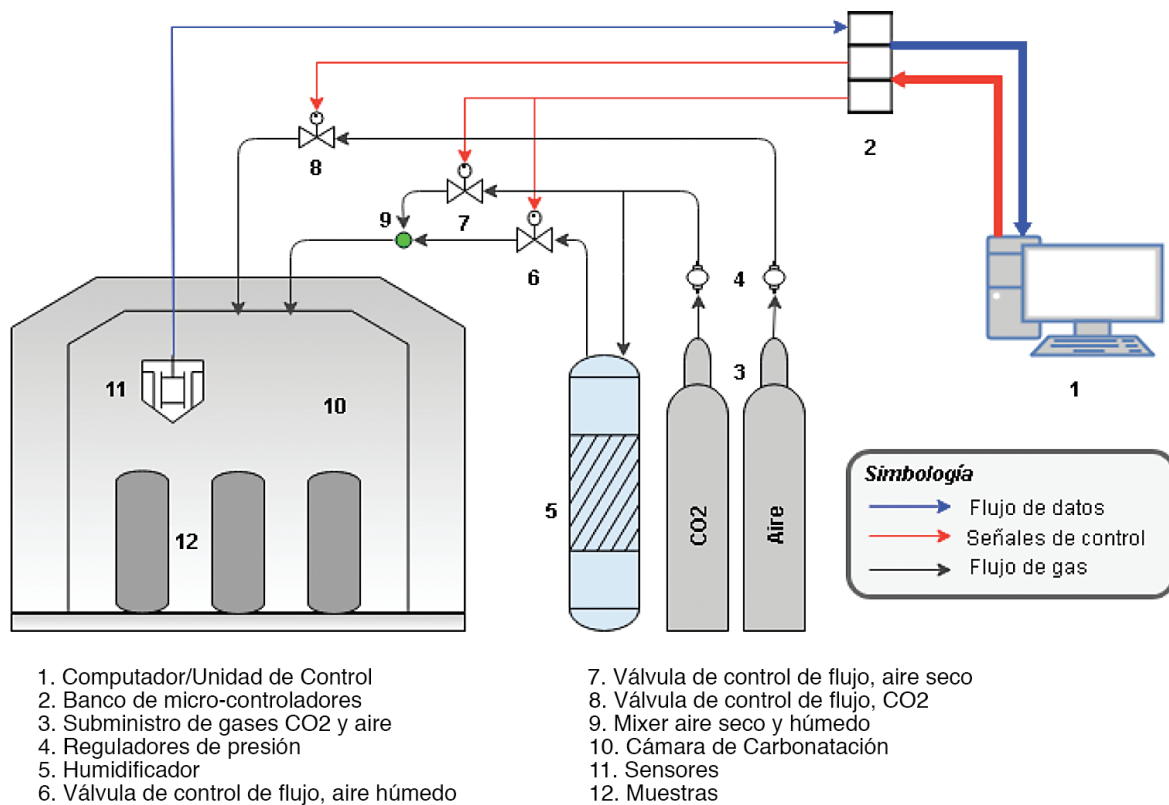 8
2
9
7
6
4
11
10
3
1
5
12
CO2
Aire
Simbología
Flujo de datos
Señales de control
Flujo de gas
1. Computador/Unidad de Control
2. Banco de micro-controladores
3. Subministro de gases CO2 y aire
4. Reguladores de presión
5. Humidificador
6. Válvula de control de flujo, aire húmedo
7. Válvula de control de flujo, aire seco
8. Válvula de control de flujo, CO2
9. Mixer aire seco y húmedo
10. Cámara de Carbonatación
11. Sensores
12. Muestras